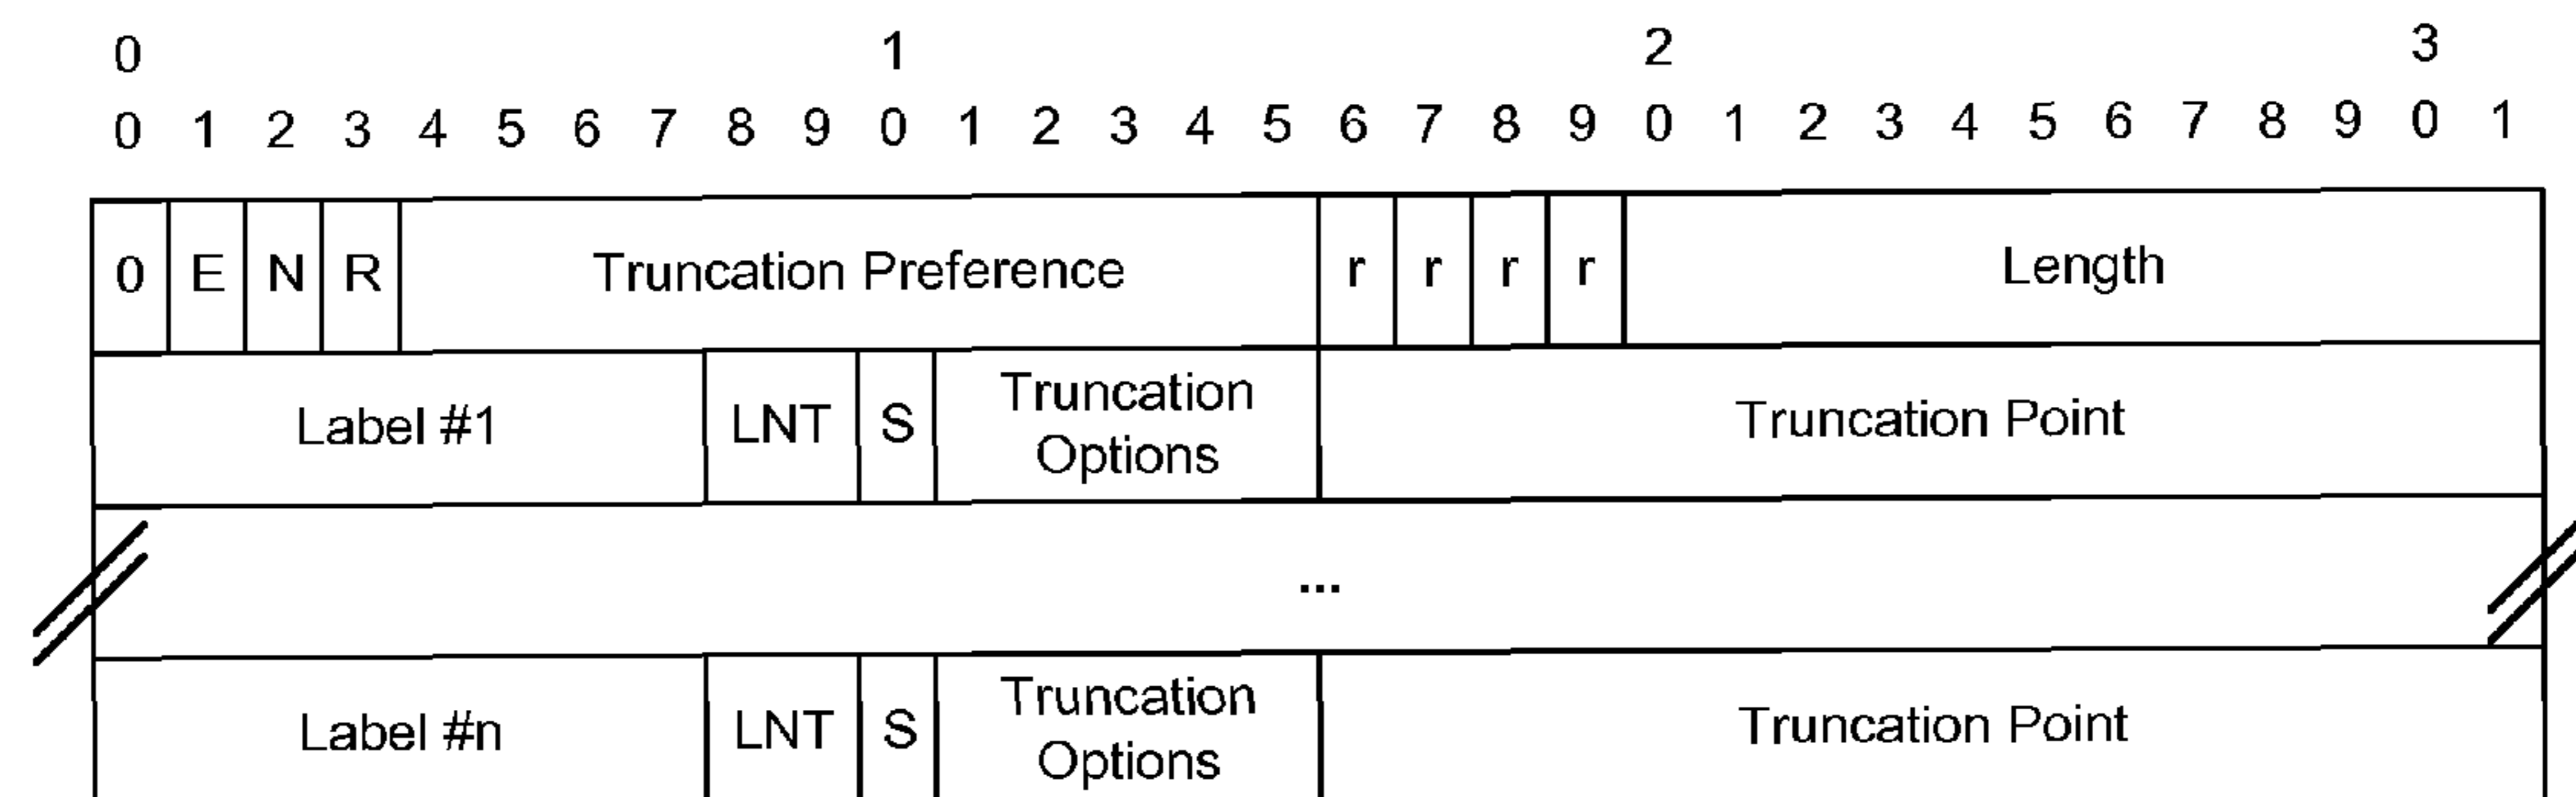 0 1 2 3
0 1 2 3 4 5 6 7 8 9 0 1 2 3 4 5 6 7 8 9 0 1 2 3 4 5 6 7 8 9 0 1
0 E N R Truncation Preference r r r r Length
Label #1 LNT S Truncation Options Truncation Point
...
Label #n LNT S Truncation Options Truncation Point